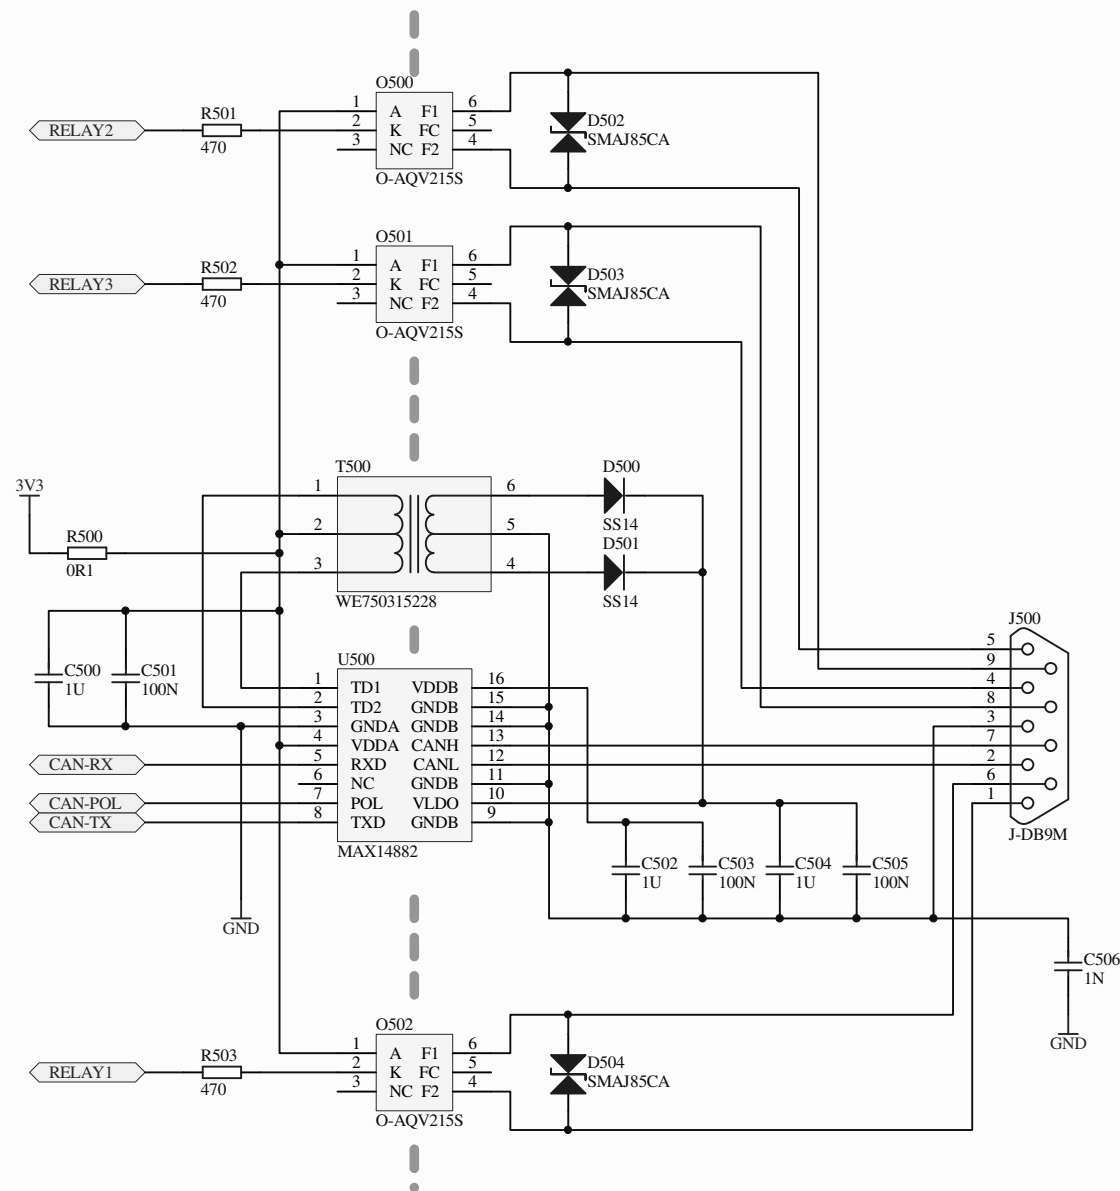 O500
1 A F1 6
RELAY2 R501 470 2 K FC 5
3 NC F2 4
O-AQV215S
D502
SMAJ85CA
O501
1 A F1 6
RELAY3 R502 470 2 K FC 5
3 NC F2 4
O-AQV215S
D503
SMAJ85CA
T500
1 6
2 5
3 4
WE750315228
D500
SS14
D501
SS14
3V3
R500
0R1
C500
1U
C501
100N
U500
1 TD1 VDDB 16
2 TD2 GNDB 15
3 GNDA GNDB 14
4 VDDA CANH 13
CAN-RX 5 RXD CANL 12
6 NC GNDB 11
CAN-POL 7 POL VLDO 10
CAN-TX 8 TXD GNDB 9
MAX14882
J500
5
9
4
8
3
7
2
6
1
J-DB9M
C502
1U
C503
100N
C504
1U
C505
100N
GND
C506
1N
GND
O502
1 A F1 6
RELAY1 R503 470 2 K FC 5
3 NC F2 4
O-AQV215S
D504
SMAJ85CA